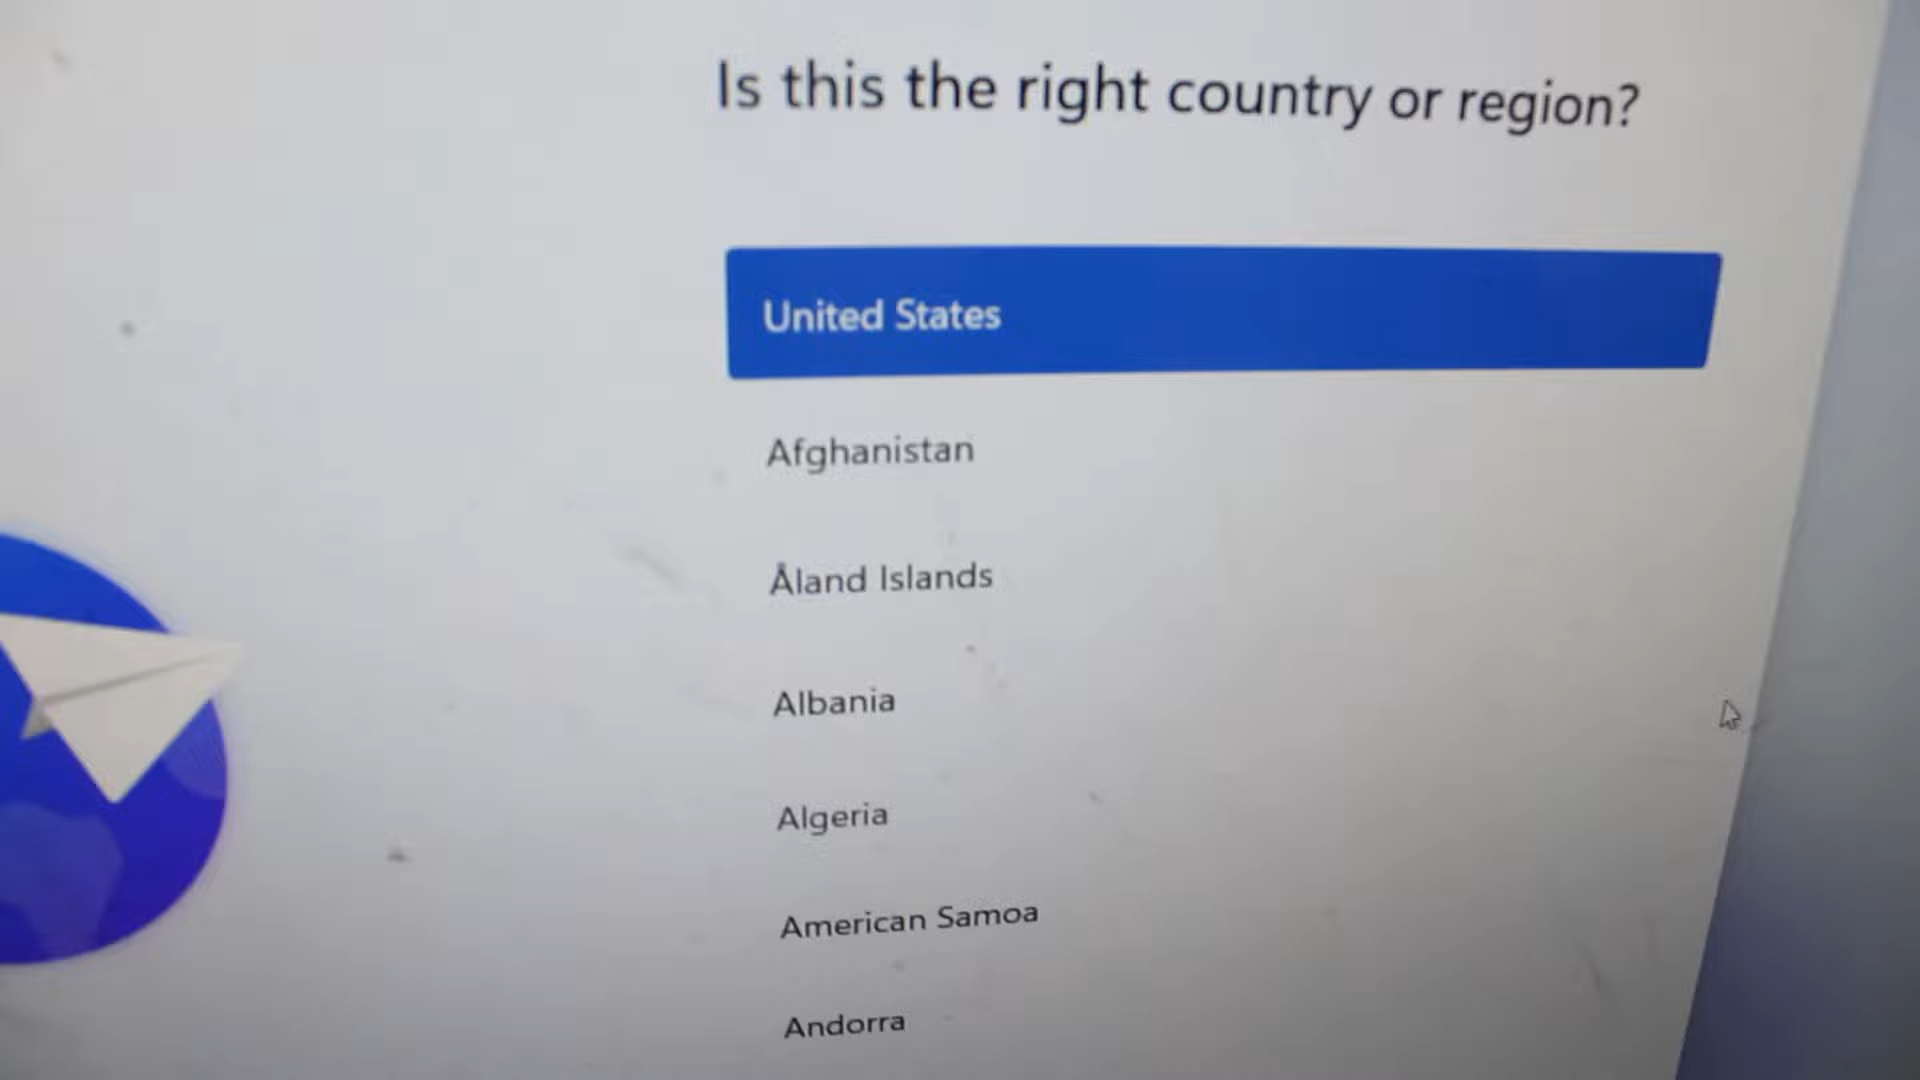 Is this the right country or region?
United States
Afghanistan
Åland Islands
Albania
Algeria
American Samoa
Andorra